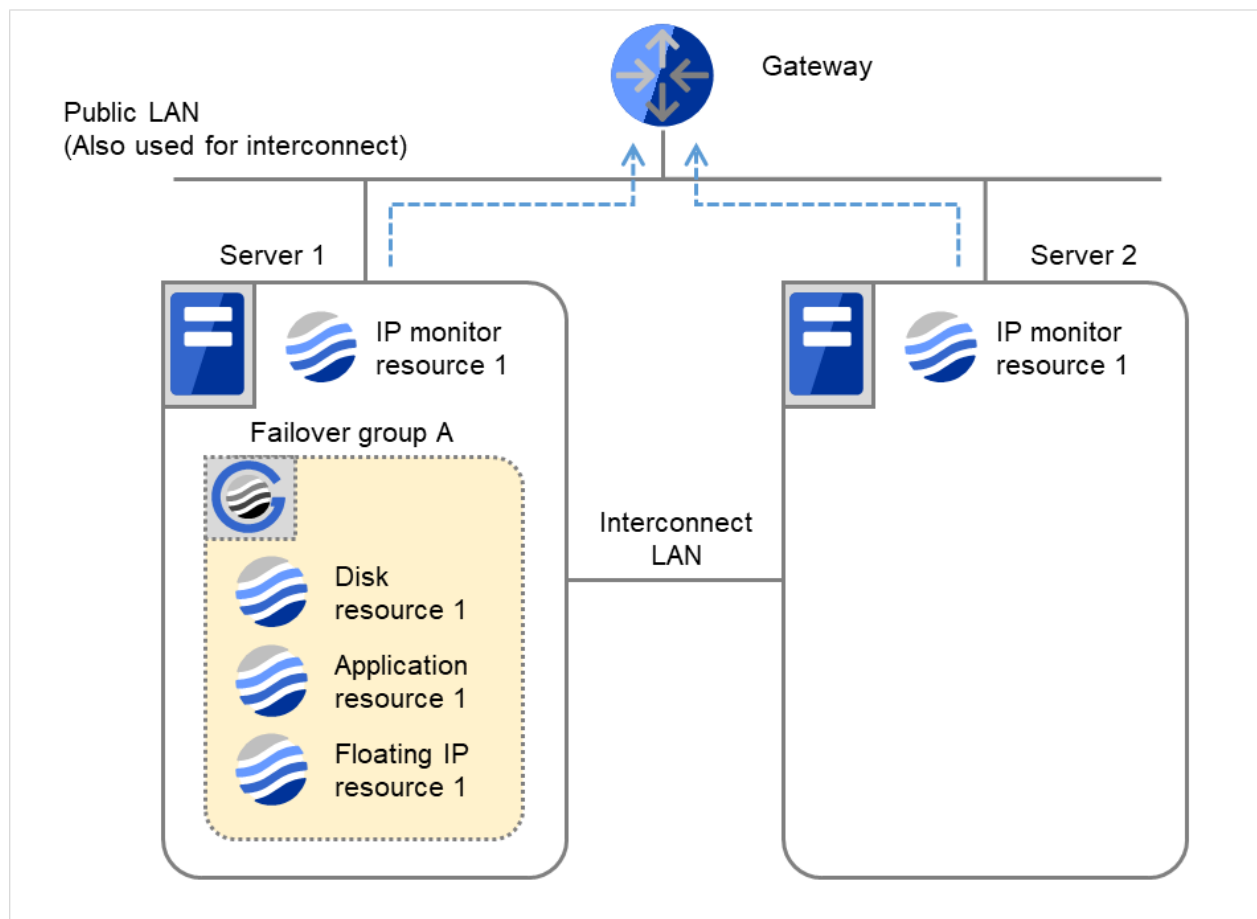 Gateway
Public LAN
(Also used for interconnect)
Server 1
Server 2
IP monitor
resource 1
IP monitor
resource 1
Failover group A
Interconnect
LAN
Disk
resource 1
Application
resource 1
Floating IP
resource 1